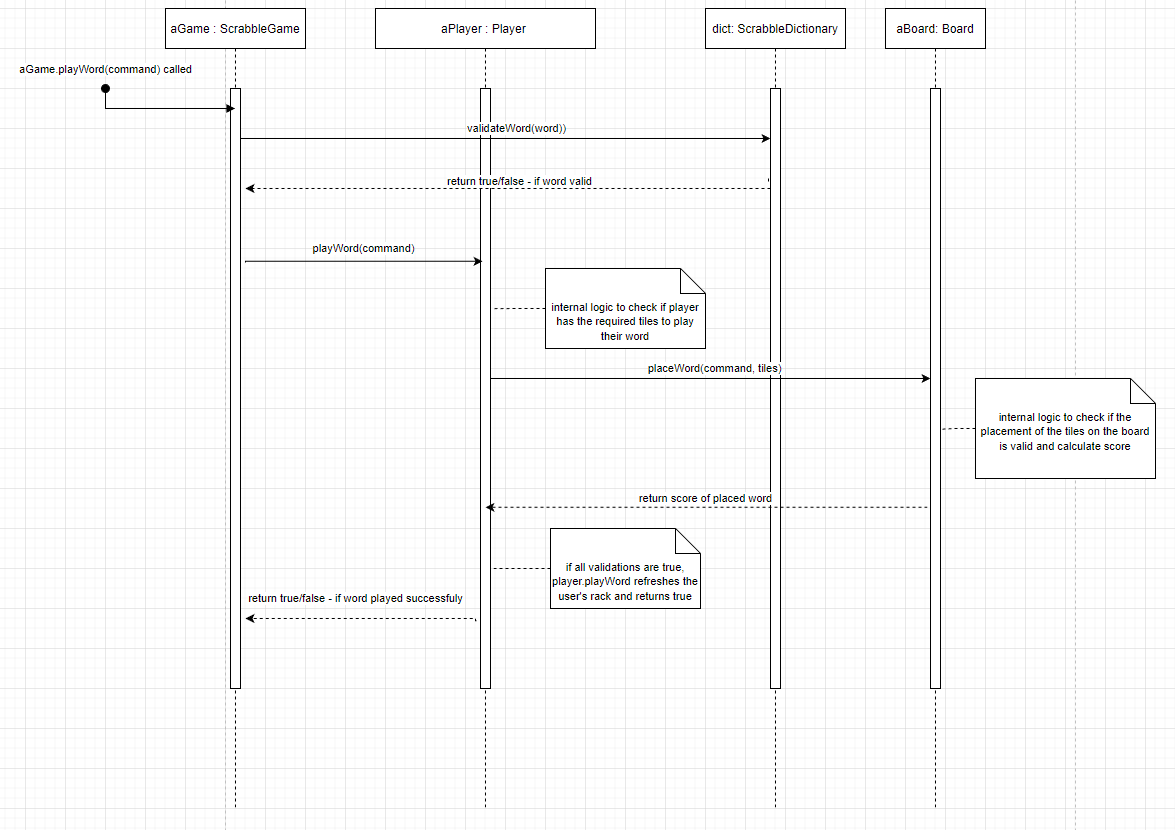 aGame : ScrabbleGame
aPlayer : Player
dict: ScrabbleDictionary
aBoard: Board
aGame.playWord(command) called
validateWord(word))
return true/false - if word valid
playWord(command)
internal logic to check if player
has the required tiles to play
their word
placeWord(command, tiles)
internal logic to check if the
placement of the tiles on the board
is valid and calculate score
return score of placed word
if all validations are true,
player.playWord refreshes the
user's rack and returns true
return true/false - if word played successfuly